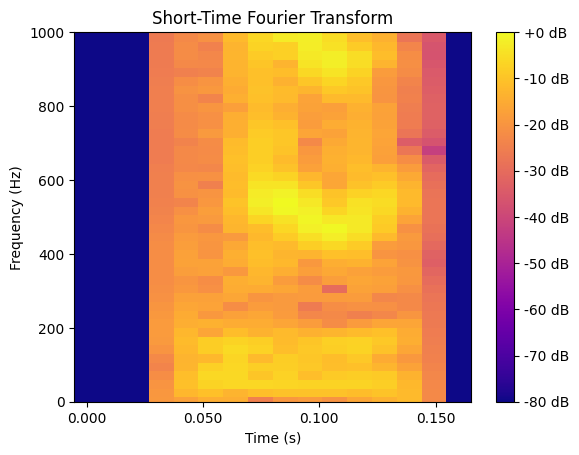 Short-Time Fourier Transform
Frequency (Hz)
1000
800
600
400
200
0
0.000
0.050
0.100
0.150
Time (s)
+0 dB
-10 dB
-20 dB
-30 dB
-40 dB
-50 dB
-60 dB
-70 dB
-80 dB